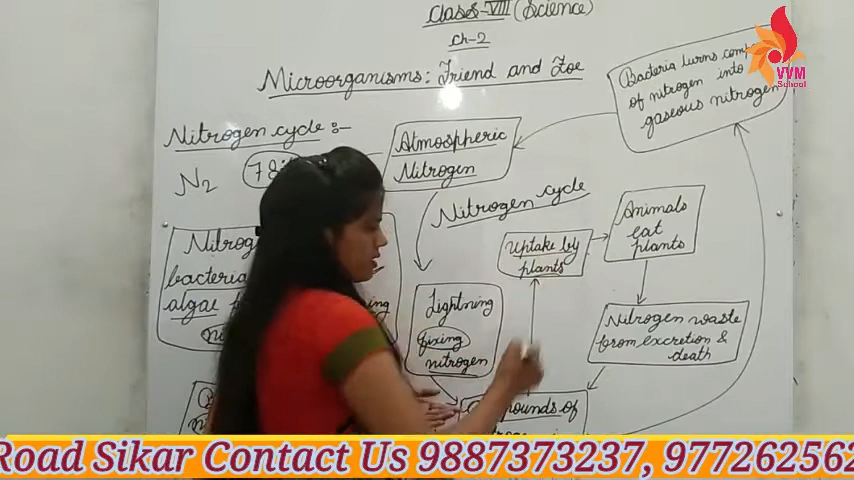 Class-VIII (Science)
Ch-2
Microorganisms: Friend and Foe
Nitrogen cycle :-
N2
78
Atmospheric
Nitrogen
Nitrogen cycle
Bacteria turns
of nitrogen into
gaseous nitrogen
VVM
School
Uptake by
plants
Animals
eat
plants
bacteria
algae
Lightning
fixing
nitrogen
Nitrogen waste
from excretion &
death
of
Road Sikar Contact Us 9887373237, 977262562